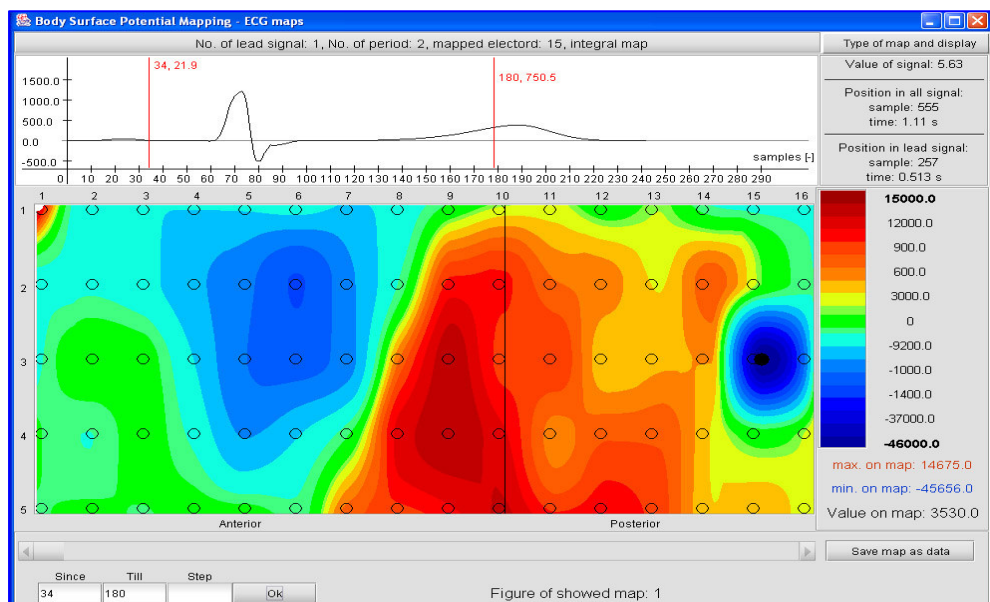 Body Surface Potential Mapping - ECG maps
No. of lead signal: 1, No. of period: 2, mapped electord: 15, integral map
Type of map and display
34, 21.9
180, 750.5
1500.0
1000.0
500.0
0.0
-500.0
samples [-]
0 10 20 30 40 50 60 70 80 90 100 110 120 130 140 150 160 170 180 190 200 210 220 230 240 250 260 270 280 290
Value of signal: 5.63
Position in all signal:
sample: 555
time: 1.11 s
Position in lead signal:
sample: 257
time: 0.513 s
1 2 3 4 5 6 7 8 9 10 11 12 13 14 15 16
1
2
3
4
5
Anterior
Posterior
15000.0
12000.0
900.0
600.0
3000.0
0
-9200.0
-1000.0
-1400.0
-37000.0
-46000.0
max. on map: 14675.0
min. on map: -45656.0
Value on map: 3530.0
Save map as data
Since Till Step
34 180 Ok
Figure of showed map: 1